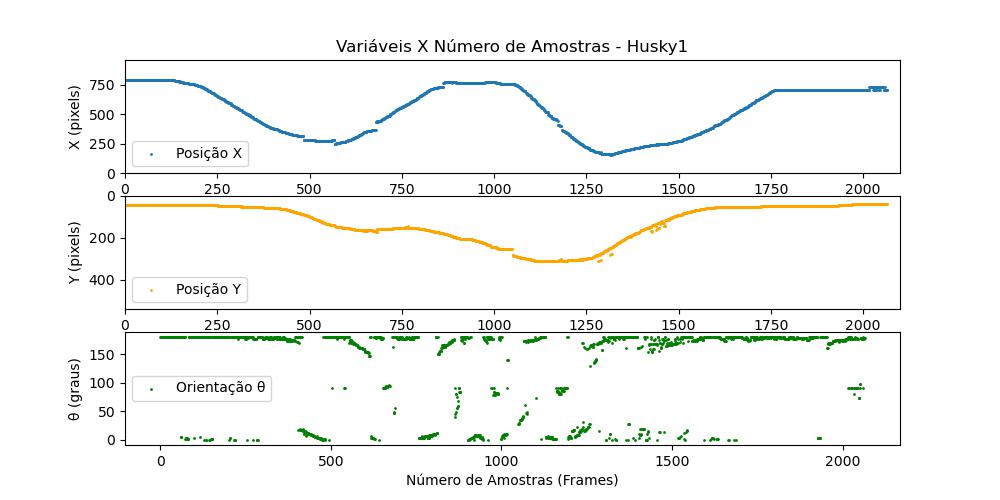 Variáveis X Número de Amostras - Husky1
X (pixels)
750
500
250
0
Posição X
0 250 500 750 1000 1250 1500 1750 2000
Y (pixels)
0
200
400
Posição Y
0 250 500 750 1000 1250 1500 1750 2000
θ (graus)
150
100
50
0
Orientação θ
0 500 1000 1500 2000
Número de Amostras (Frames)